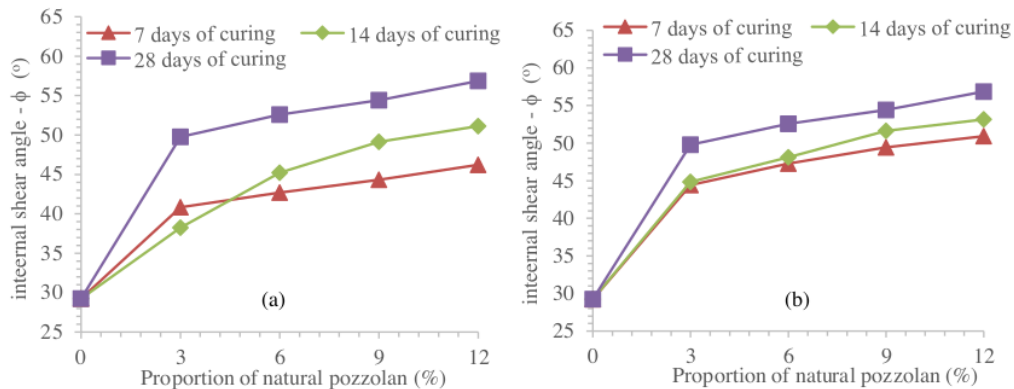 65
60
55
50
45
40
35
30
25
inteernal shear angle - ϕ (º)
7 days of curing
14 days of curing
28 days of curing
(a)
0 3 6 9 12
Proportion of natural pozzolan (%)
65
60
55
50
45
40
35
30
25
internal shear angle - ϕ (º)
7 days of curing
14 days of curing
28 days of curing
(b)
0 3 6 9 12
Proportion of natural pozzolan (%)